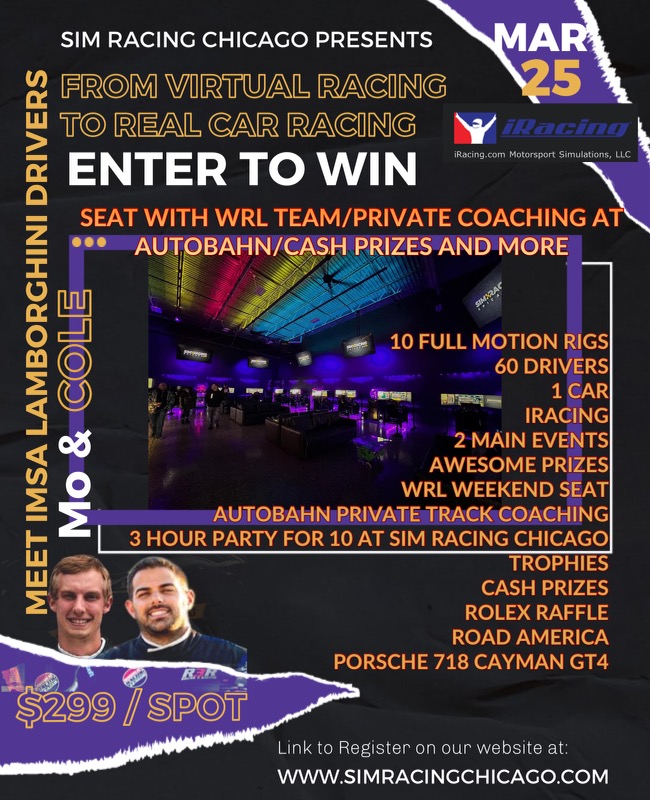 SIM RACING CHICAGO PRESENTS
MAR
25
FROM VIRTUAL RACING
TO REAL CAR RACING
iRacing
iRacing.com Motorsport Simulations, LLC
ENTER TO WIN
SEAT WITH WRL TEAM/PRIVATE COACHING AT
AUTOBAHN/CASH PRIZES AND MORE
MEET IMSA LAMBORGHINI DRIVERS
Mo & COLE
10 FULL MOTION RIGS
60 DRIVERS
1 CAR
IRACING
2 MAIN EVENTS
AWESOME PRIZES
WRL WEEKEND SEAT
AUTOBAHN PRIVATE TRACK COACHING
3 HOUR PARTY FOR 10 AT SIM RACING CHICAGO
TROPHIES
CASH PRIZES
ROLEX RAFFLE
ROAD AMERICA
PORSCHE 718 CAYMAN GT4
$299 / SPOT
Link to Register on our website at:
WWW.SIMRACINGCHICAGO.COM